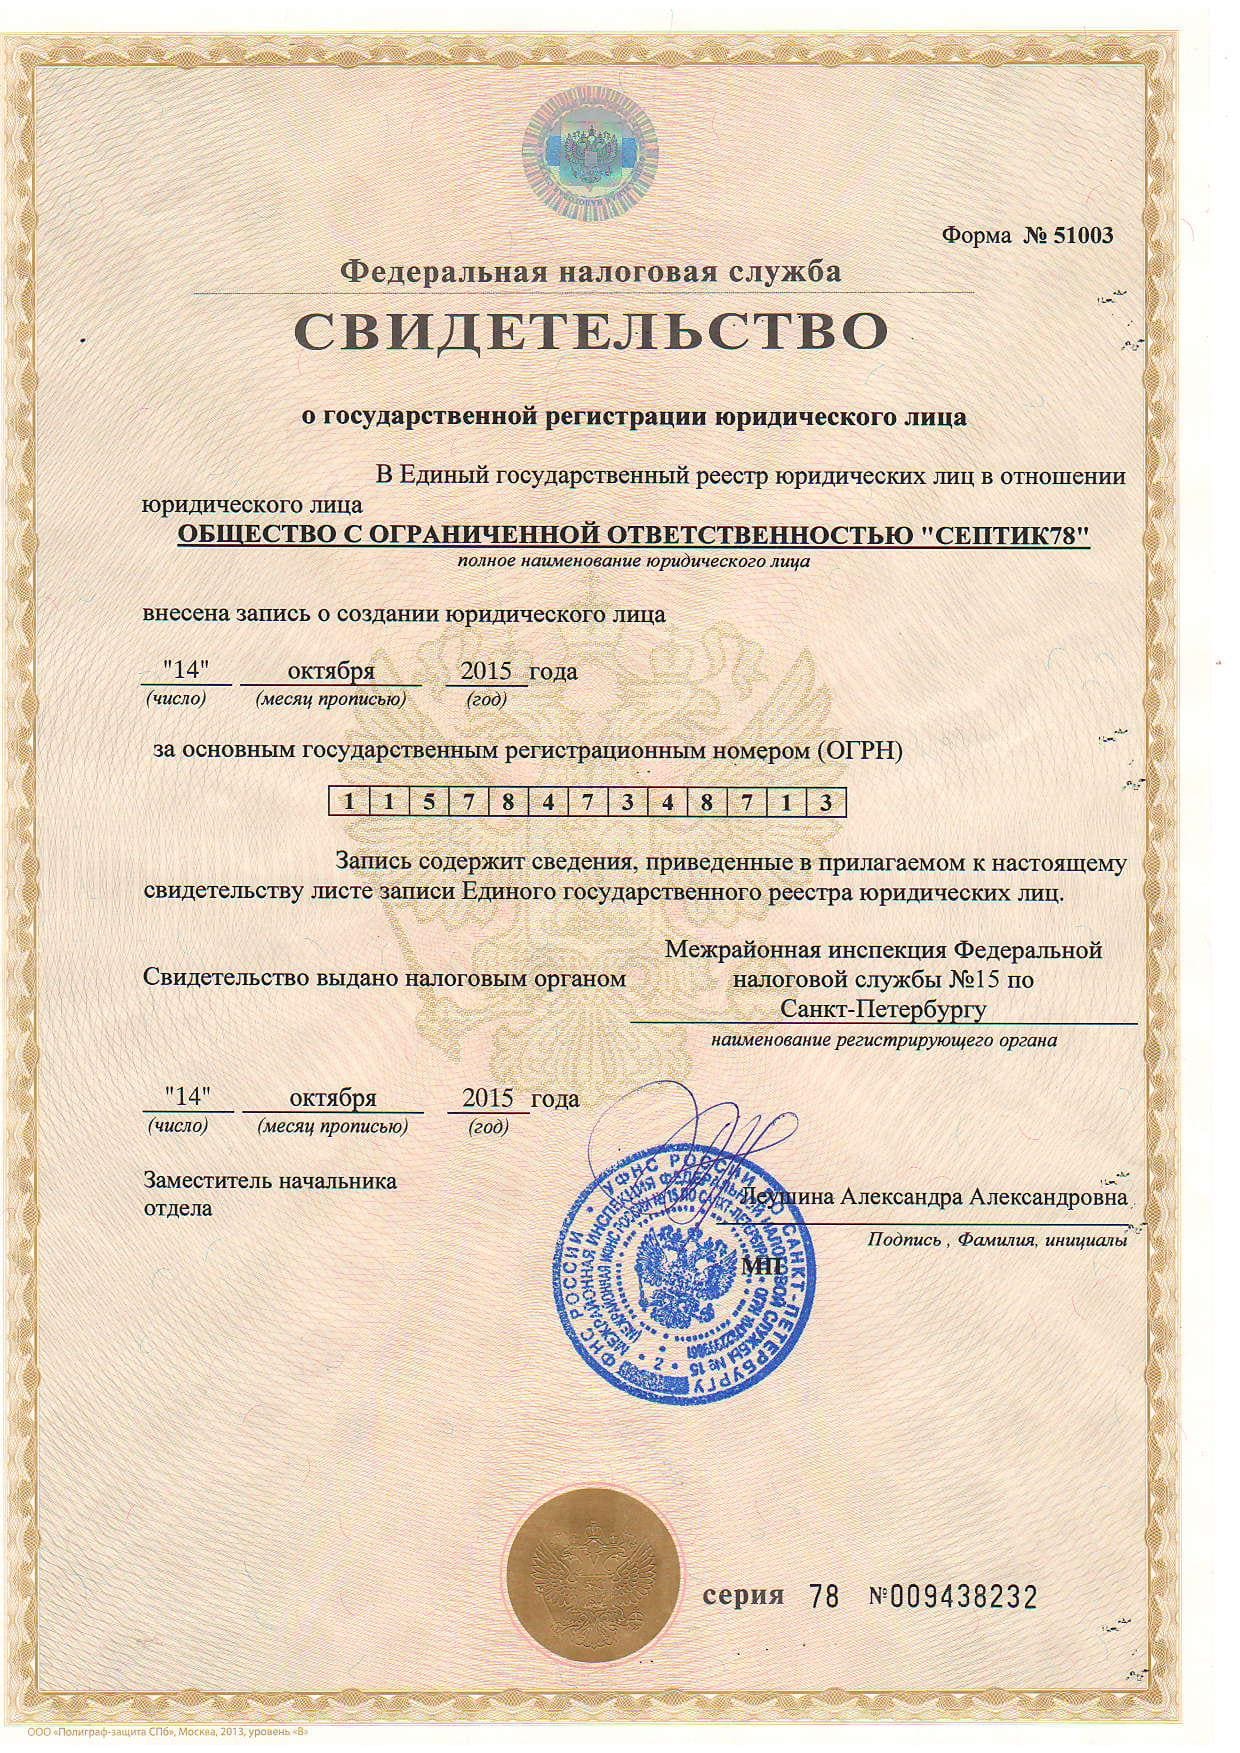 Форма № 51003
Федеральная налоговая служба
СВИДЕТЕЛЬСТВО
о государственной регистрации юридического лица
В Единый государственный реестр юридических лиц в отношении
юридического лица
ОБЩЕСТВО С ОГРАНИЧЕННОЙ ОТВЕТСТВЕННОСТЬЮ "СЕПТИК78"
полное наименование юридического лица
внесена запись о создании юридического лица
"14" октября 2015 года
(число) (месяц прописью) (год)
за основным государственным регистрационным номером (ОГРН)
1 1 5 7 8 4 7 3 4 8 7 1 3
Запись содержит сведения, приведенные в прилагаемом к настоящему
свидетельству листе записи Единого государственного реестра юридических лиц.
Свидетельство выдано налоговым органом
Межрайонная инспекция Федеральной
налоговой службы №15 по
Санкт-Петербургу
наименование регистрирующего органа
"14" октября 2015 года
(число) (месяц прописью) (год)
Заместитель начальника
отдела
Леушина Александра Александровна
Подпись , Фамилия, инициалы
МП
ФНС РОССИИ • УФНС РОССИИ ПО САНКТ-ПЕТЕРБУРГУ
МЕЖРАЙОННАЯ ИНСПЕКЦИЯ ФЕДЕРАЛЬНОЙ НАЛОГОВОЙ СЛУЖБЫ № 15
• 2 •
серия 78 №009438232
ООО «Полиграф-защита СПб», Москва, 2013, уровень «В»